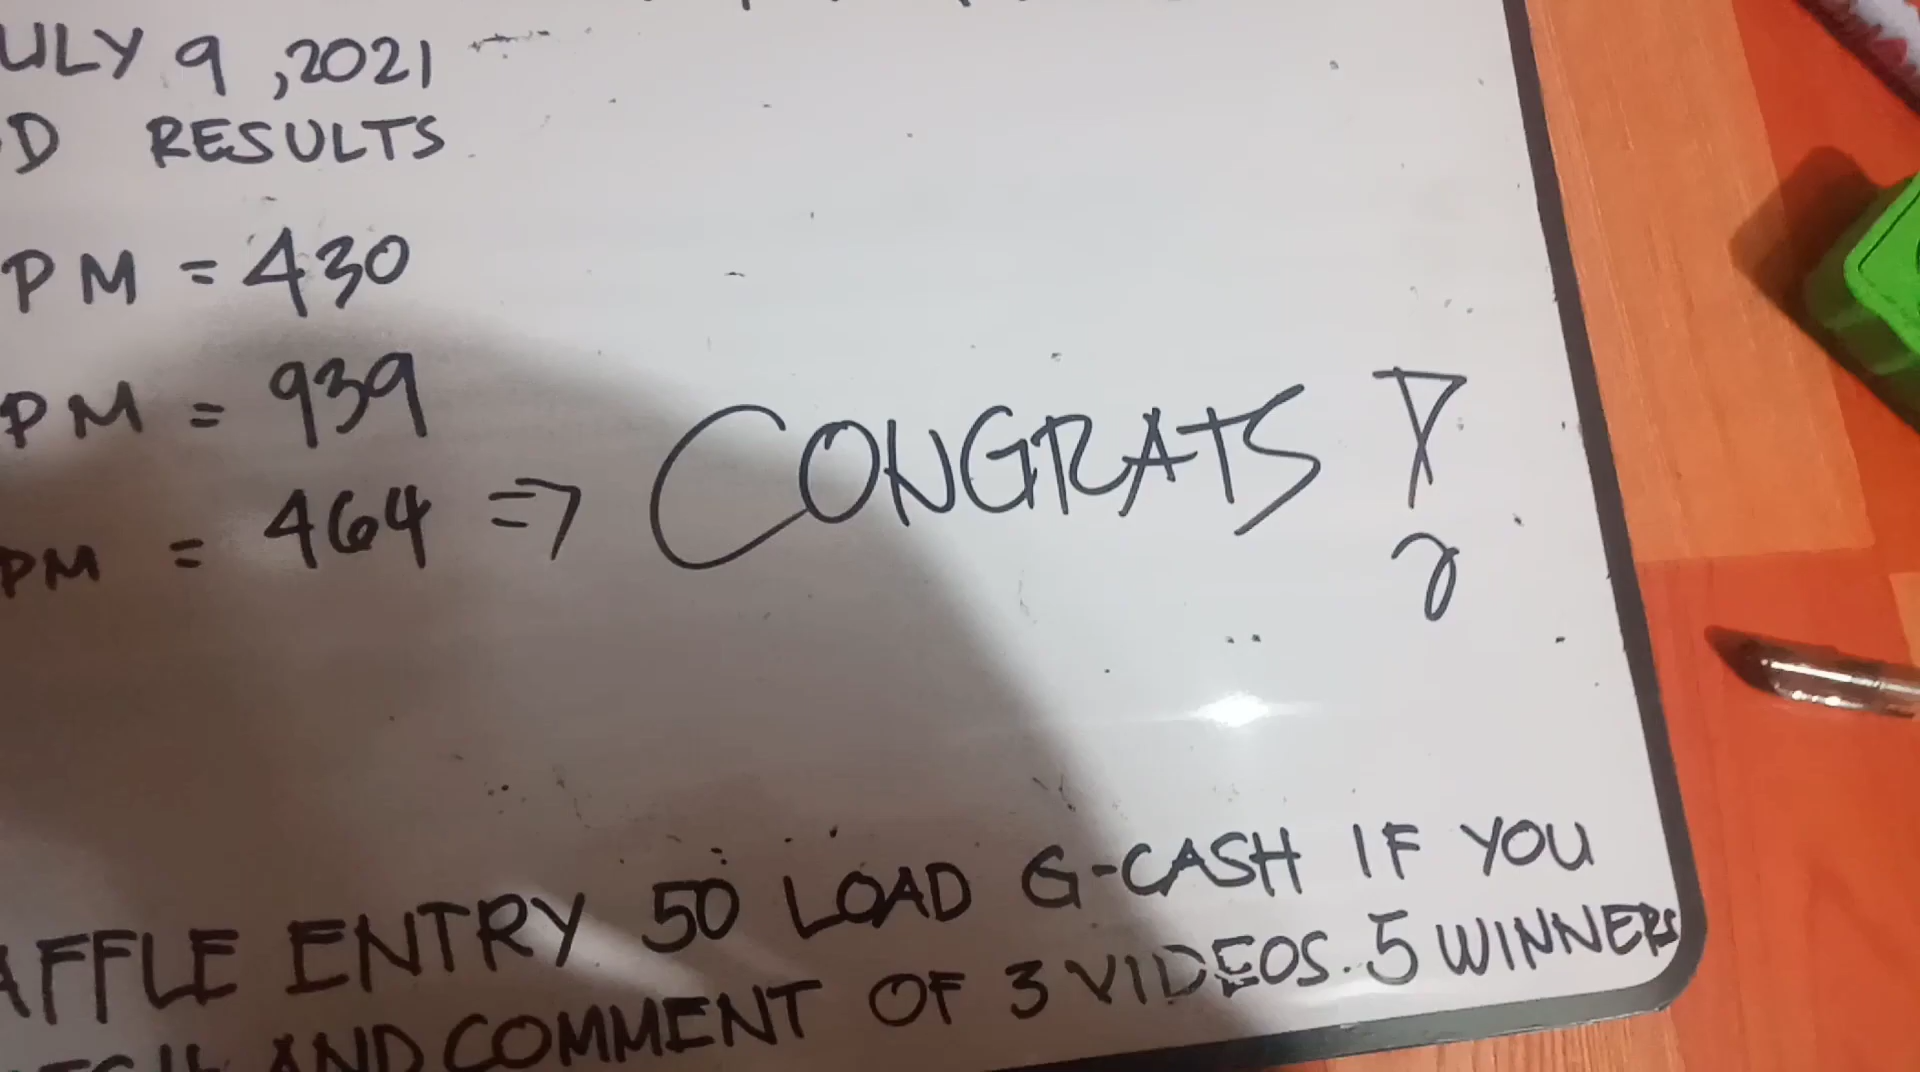 ULY 9, 2021
D RESULTS
PM = 430
PM = 939
PM = 464 => CONGRATS !
AFFLE ENTRY 50 LOAD G-CASH IF YOU
AND COMMENT OF 3 VIDEOS. 5 WINNERS